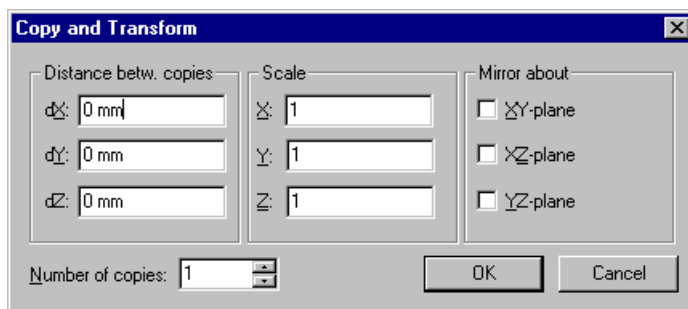 Copy and Transform
Distance betw. copies
dX: 0 mm
dY: 0 mm
dZ: 0 mm
Scale
X: 1
Y: 1
Z: 1
Mirror about
XY-plane
XZ-plane
YZ-plane
Number of copies: 1
OK
Cancel